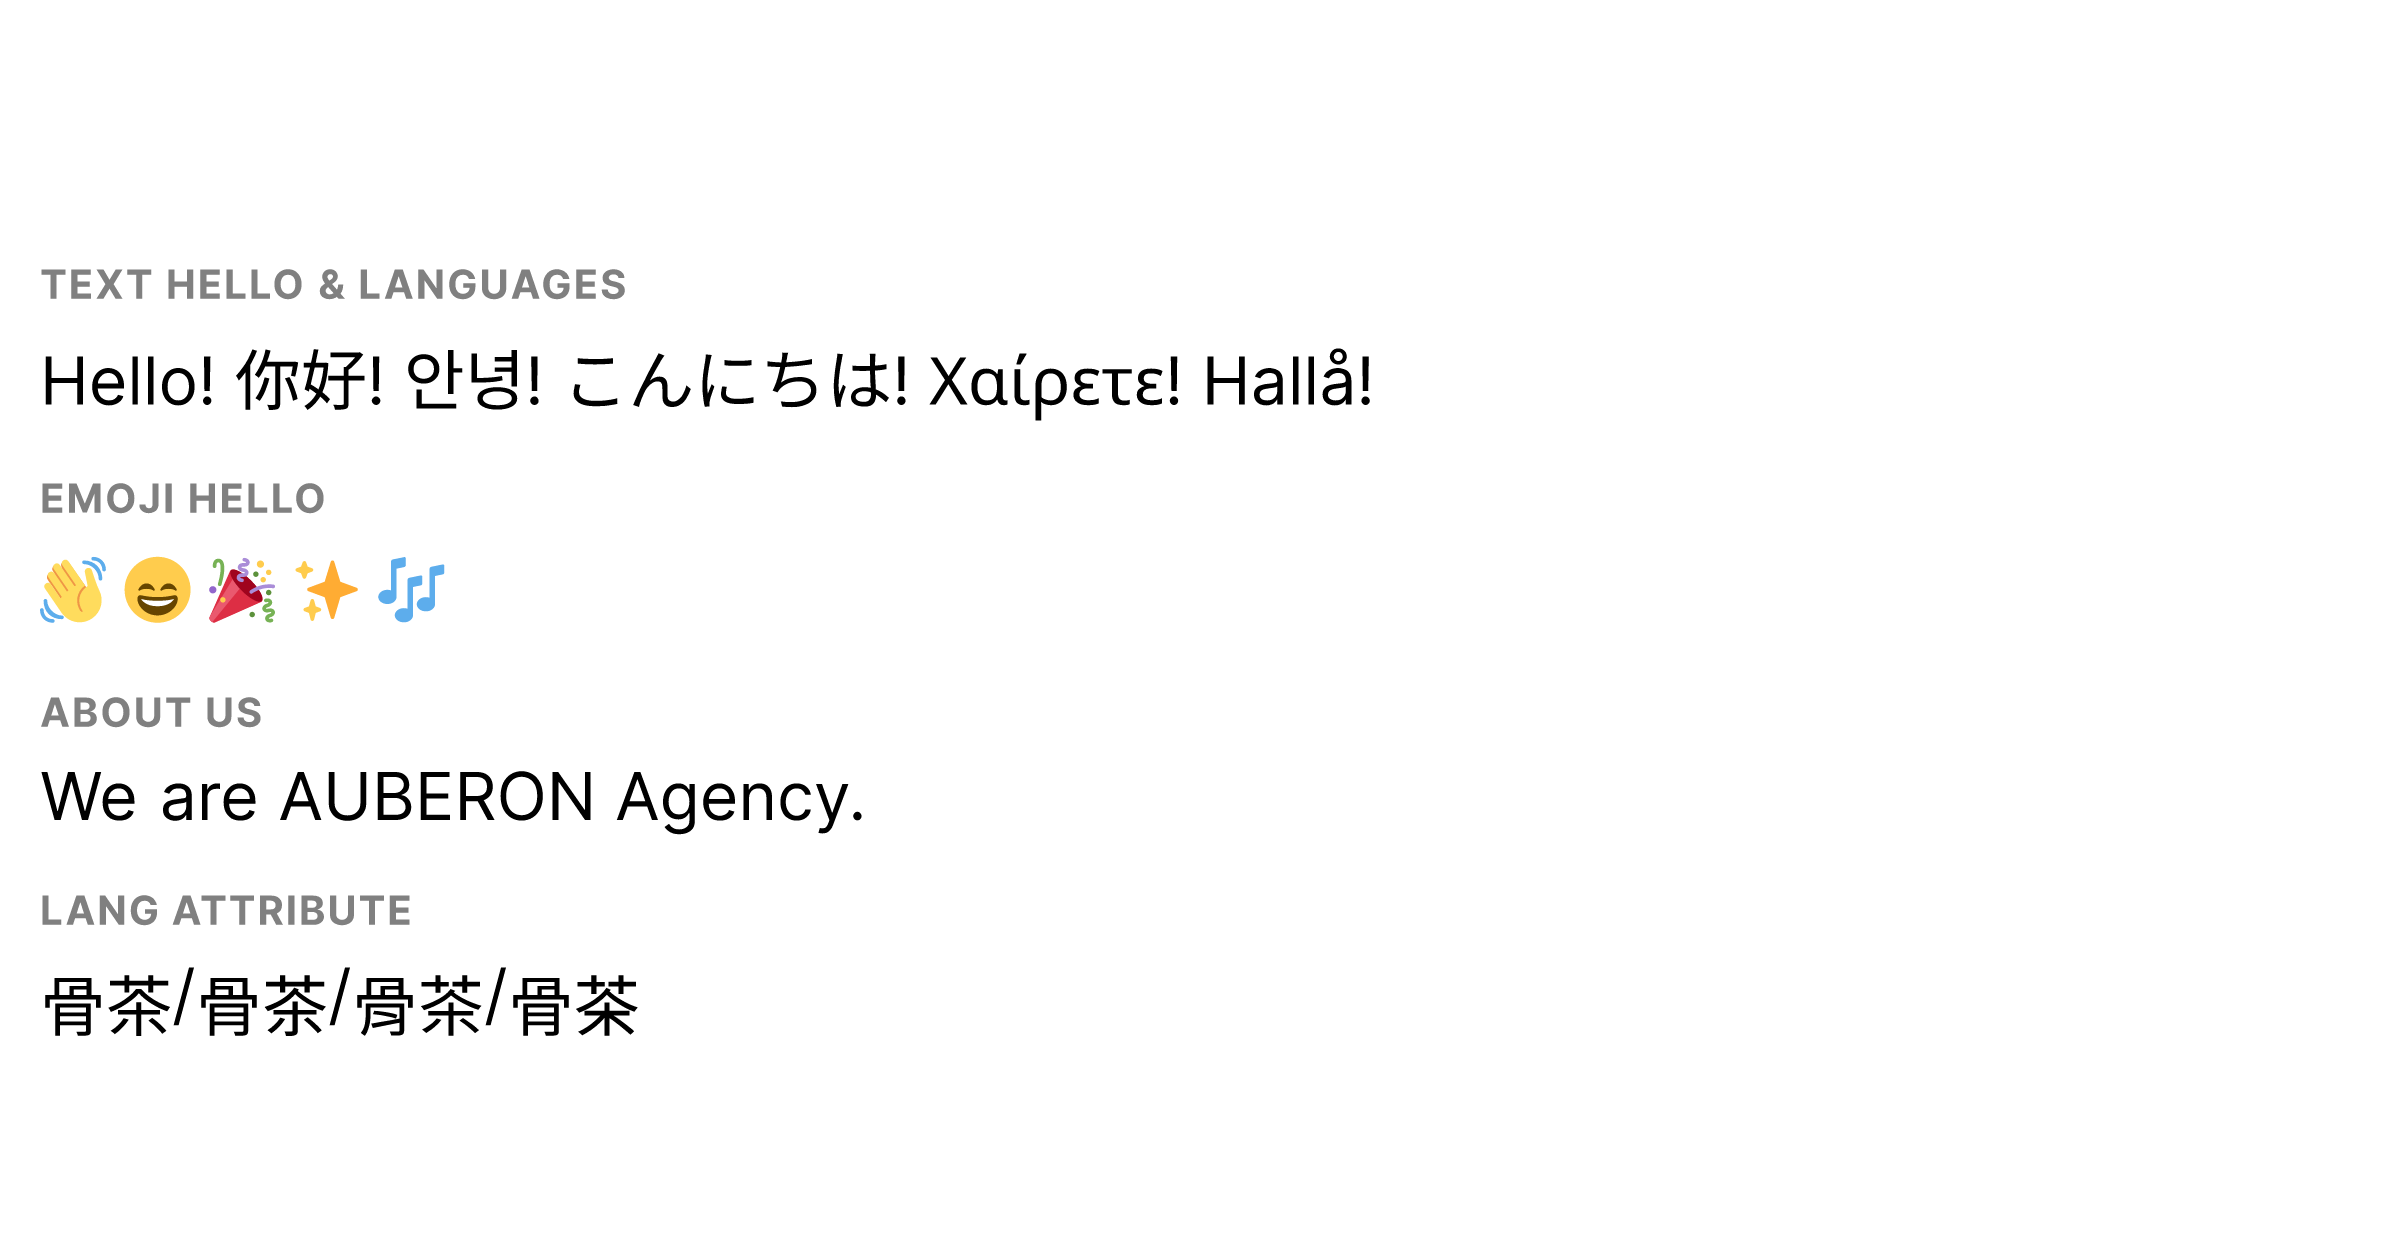 TEXT HELLO & LANGUAGES
Hello! 你好! 안녕! こんにちは! Χαίρετε! Hallå!
EMOJI HELLO
👋 😄 🎉 ✨ 🎶
ABOUT US
We are AUBERON Agency.
LANG ATTRIBUTE
骨茶/骨茶/骨茶/骨茶